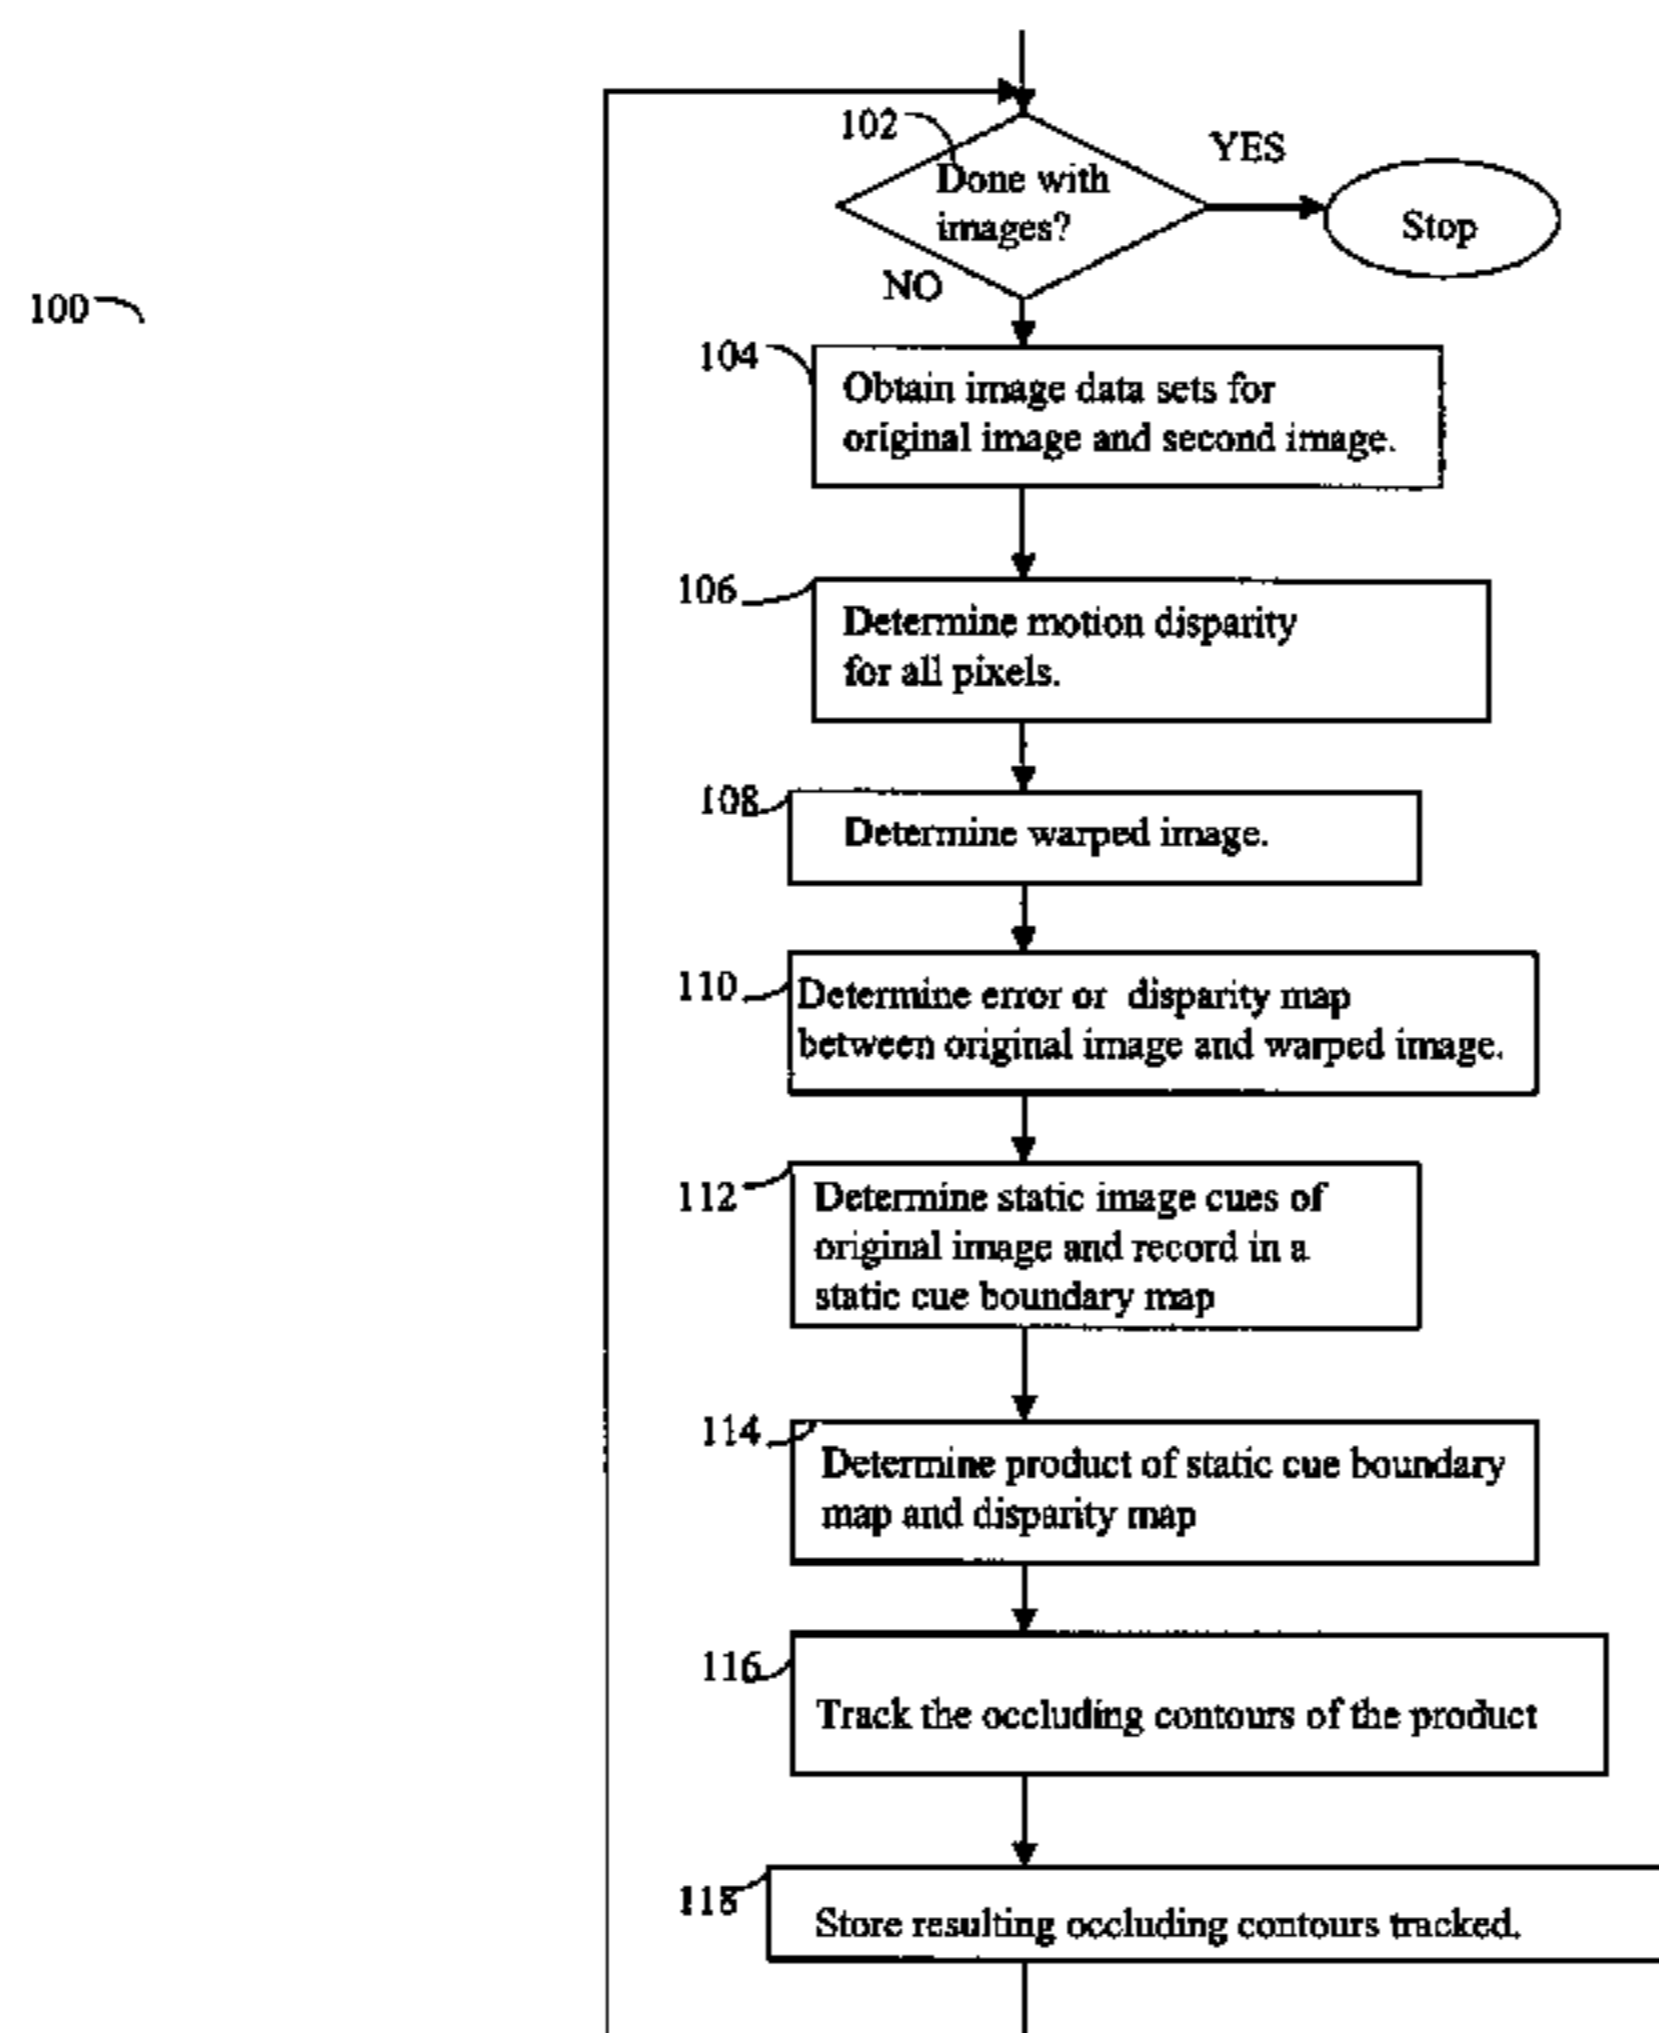 102
YES
Done with
images?
Stop
NO
100
104
Obtain image data sets for
original image and second image.
106
Determine motion disparity
for all pixels.
108
Determine warped image.
110
Determine error or disparity map
between original image and warped image.
112
Determine static image cues of
original image and record in a
static cue boundary map
114
Determine product of static cue boundary
map and disparity map
116
Track the occluding contours of the product
118
Store resulting occluding contours tracked.